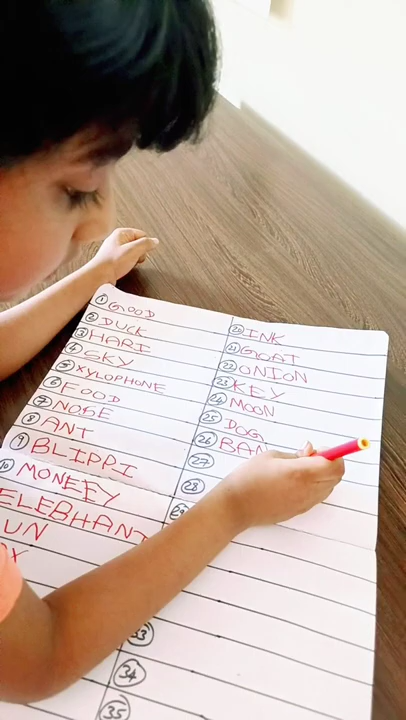 1 GOOD
2 DUCK
3 HARI
4 SKY
5 XYLOPHONE
6 FOOD
7 NOSE
8 ANT
9 BLIPPI
10 MONEEY
ELEBHANT
UN
OX
20 INK
21 GOAT
22 ONION
23 KEY
24 MOON
25 DOG
26 BAN
27
28
29
33
34
35